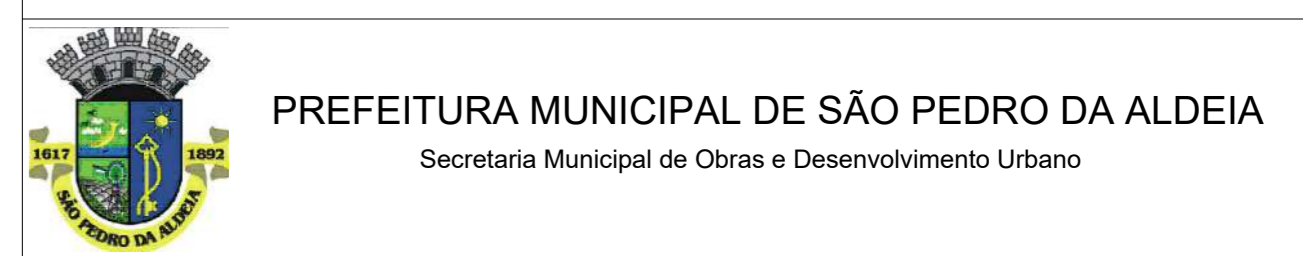 PREFEITURA MUNICIPAL DE SÃO PEDRO DA ALDEIA
Secretaria Municipal de Obras e Desenvolvimento Urbano
1617
1892
SÃO PEDRO DA ALDEIA